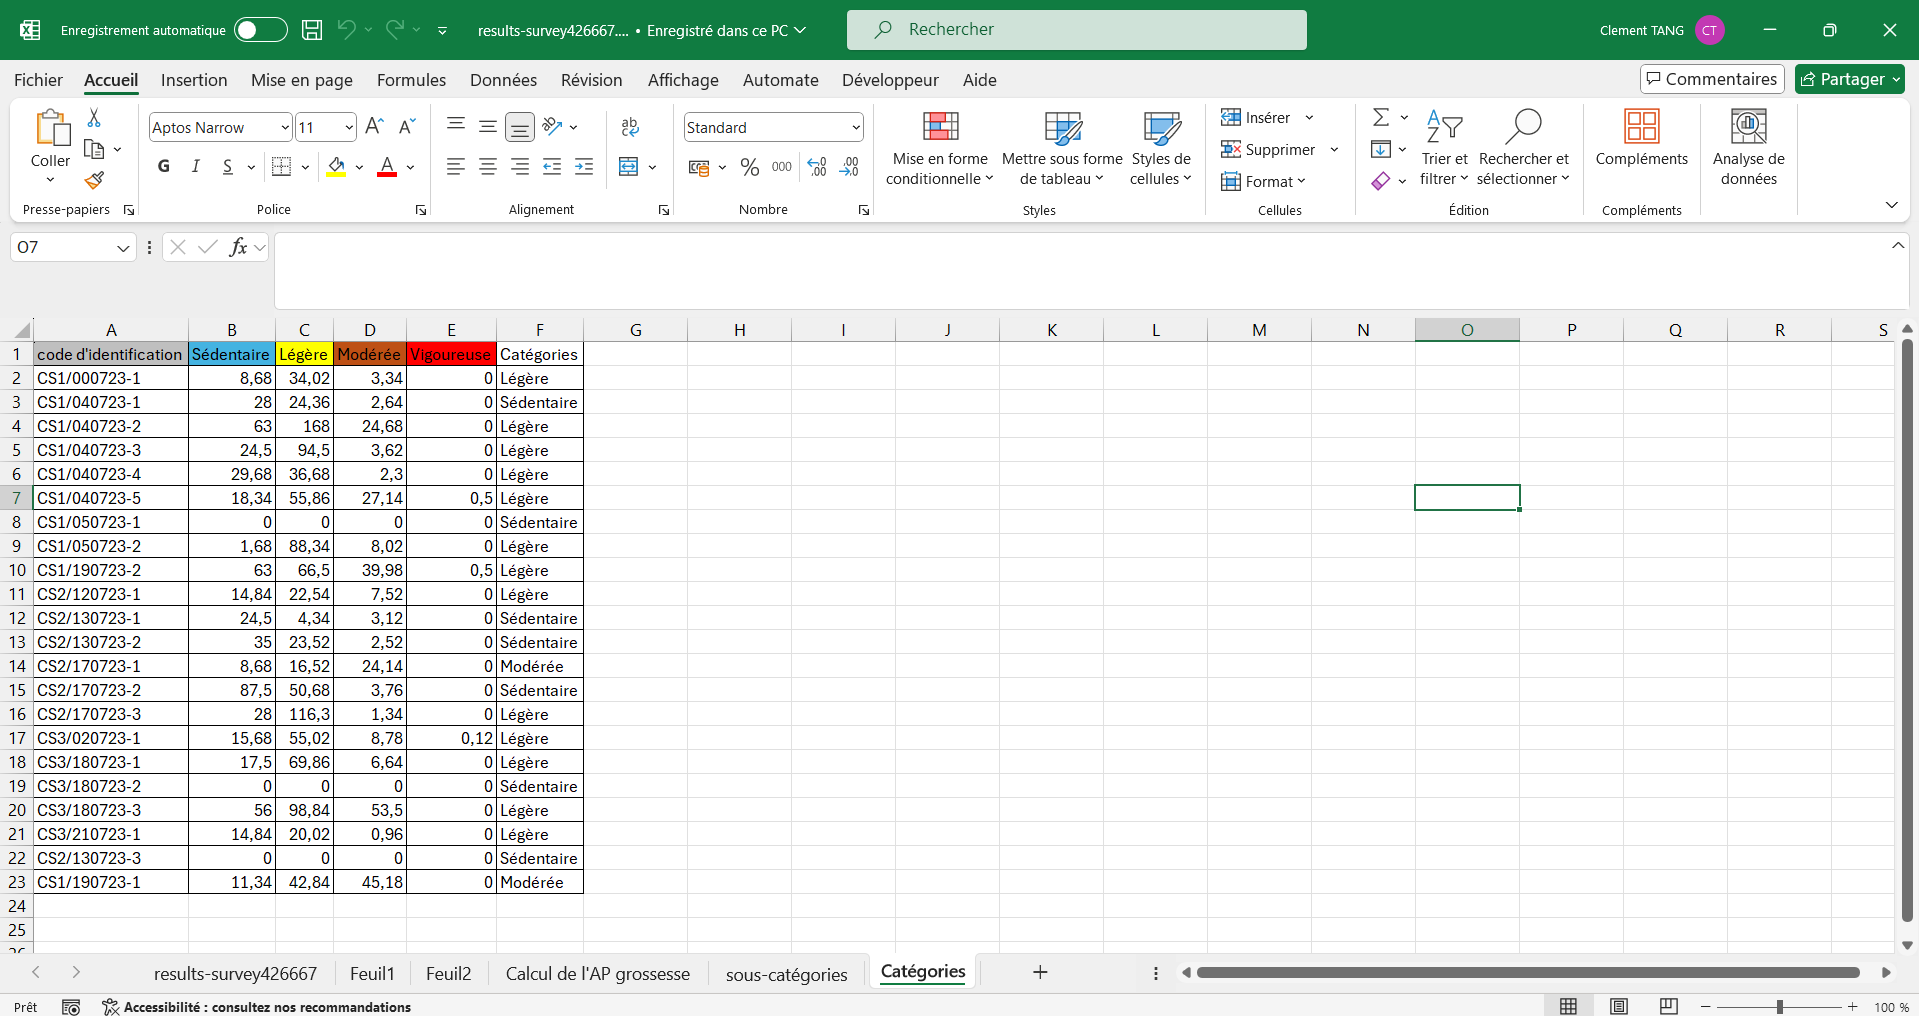 Enregistrement automatique results-survey426667.... • Enregistré dans ce PC Rechercher Clement TANG CT
Fichier Accueil Insertion Mise en page Formules Données Révision Affichage Automate Développeur Aide Commentaires Partager
Coller Aptos Narrow 11 Standard
G I S
Mise en forme conditionnelle Mettre sous forme de tableau Styles de cellules
Insérer
Supprimer
Format
Trier et filtrer Rechercher et sélectionner Compléments Analyse de données
Presse-papiers Police Alignement Nombre Styles Cellules Édition Compléments
O7 fx
A B C D E F G H I J K L M N O P Q R S
1 code d'identification Sédentaire Légère Modérée Vigoureuse Catégories
2 CS1/000723-1 8,68 34,02 3,34 0 Légère
3 CS1/040723-1 28 24,36 2,64 0 Sédentaire
4 CS1/040723-2 63 168 24,68 0 Légère
5 CS1/040723-3 24,5 94,5 3,62 0 Légère
6 CS1/040723-4 29,68 36,68 2,3 0 Légère
7 CS1/040723-5 18,34 55,86 27,14 0,5 Légère
8 CS1/050723-1 0 0 0 0 Sédentaire
9 CS1/050723-2 1,68 88,34 8,02 0 Légère
10 CS1/190723-2 63 66,5 39,98 0,5 Légère
11 CS2/120723-1 14,84 22,54 7,52 0 Légère
12 CS2/130723-1 24,5 4,34 3,12 0 Sédentaire
13 CS2/130723-2 35 23,52 2,52 0 Sédentaire
14 CS2/170723-1 8,68 16,52 24,14 0 Modérée
15 CS2/170723-2 87,5 50,68 3,76 0 Sédentaire
16 CS2/170723-3 28 116,3 1,34 0 Légère
17 CS3/020723-1 15,68 55,02 8,78 0,12 Légère
18 CS3/180723-1 17,5 69,86 6,64 0 Légère
19 CS3/180723-2 0 0 0 0 Sédentaire
20 CS3/180723-3 56 98,84 53,5 0 Légère
21 CS3/210723-1 14,84 20,02 0,96 0 Légère
22 CS2/130723-3 0 0 0 0 Sédentaire
23 CS1/190723-1 11,34 42,84 45,18 0 Modérée
24
25
results-survey426667 Feuil1 Feuil2 Calcul de l'AP grossesse sous-catégories Catégories
Prêt Accessibilité : consultez nos recommandations 100 %